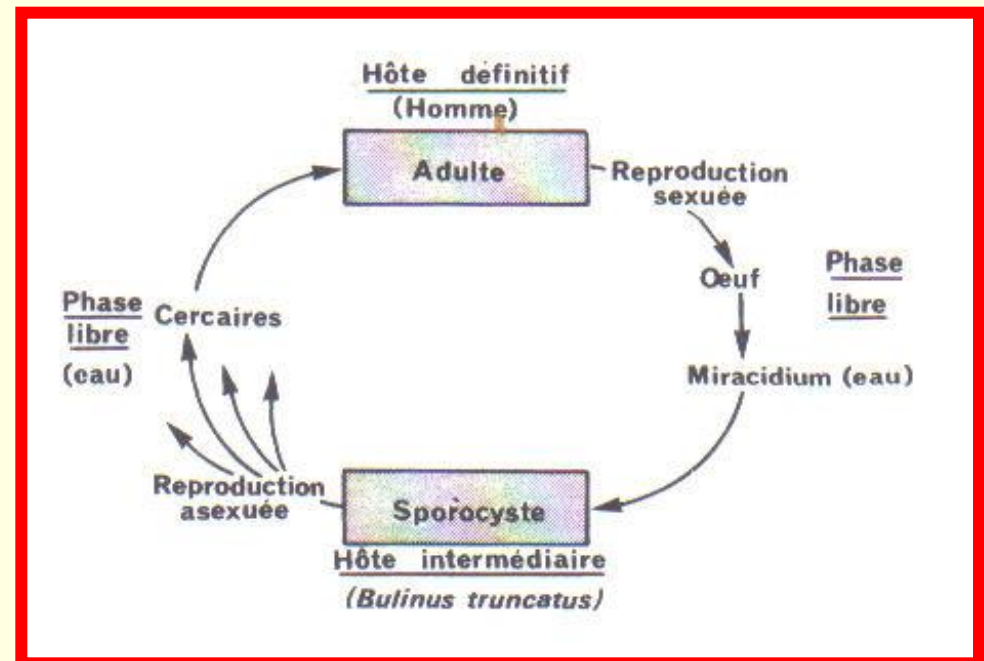 Hôte définitif
(Homme)
Adulte
Reproduction
sexuée
Œuf
Phase
libre
Miracidium (eau)
Phase
libre
(eau)
Cercaires
Reproduction
asexuée
Sporocyste
Hôte intermédiaire
(Bulinus truncatus)